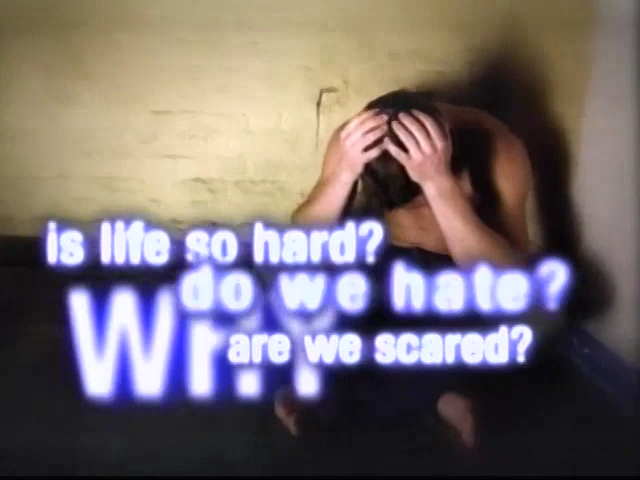 is life so hard?
do we hate?
Why
are we scared?